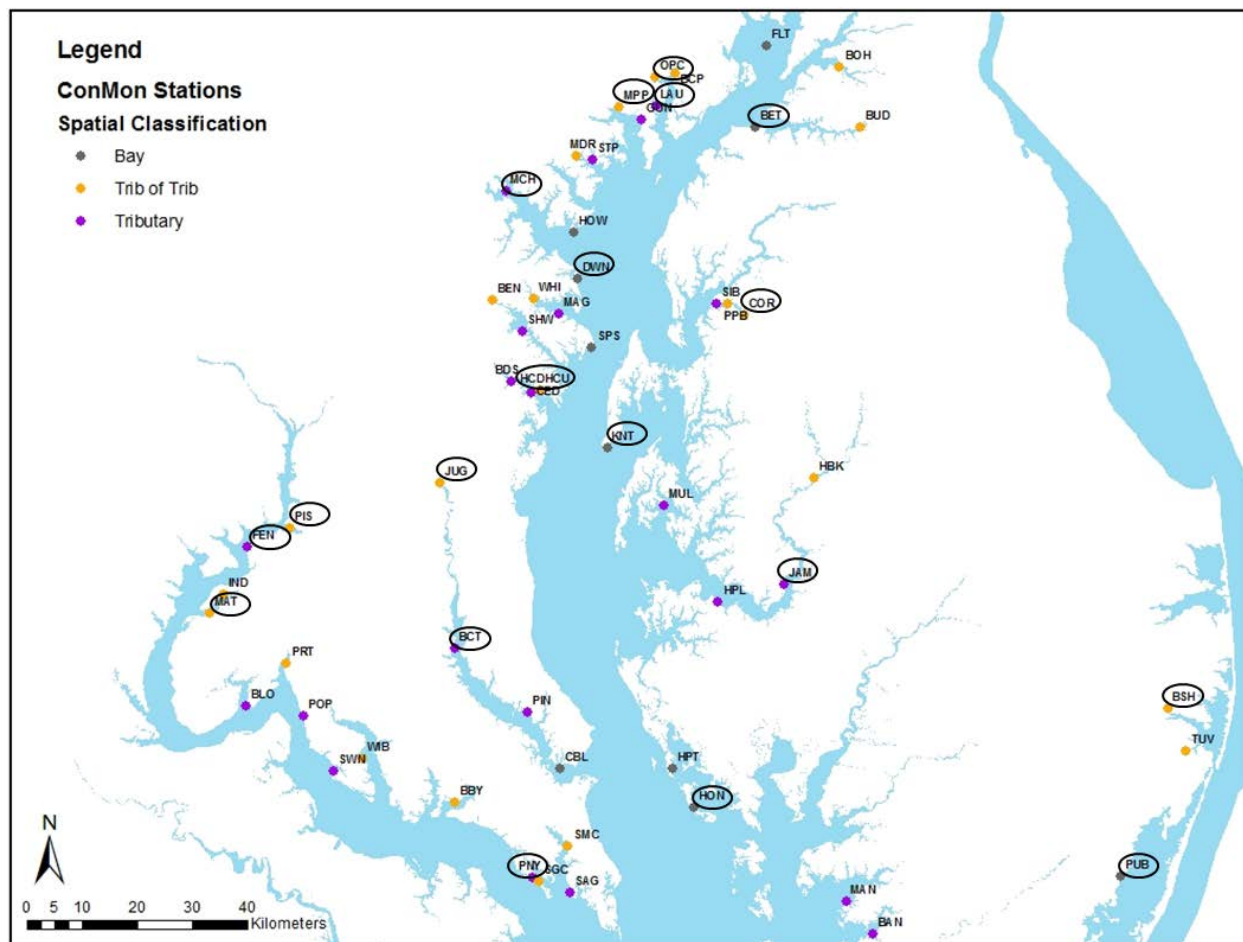 Legend
ConMon Stations
Spatial Classification
Bay
Trib of Trib
Tributary
FLT
BOH
OPC
BCP
MPP
LAU
GUN
BET
BUD
MDR
STP
MCH
HOW
DWN
BEN
WHI
MAG
SIB
COR
PPB
SHW
SPS
BDS
HCDHCU
CED
KNT
JUG
HBK
MUL
PIS
FEN
JAM
IND
MAT
HPL
BCT
PRT
BLO
POP
PIN
BSH
TUV
SWN
WIB
CBL
HPT
BBY
HON
SMC
PNY
SGC
SAG
PUB
MAN
BAN
N
0 5 10 20 30 40
Kilometers